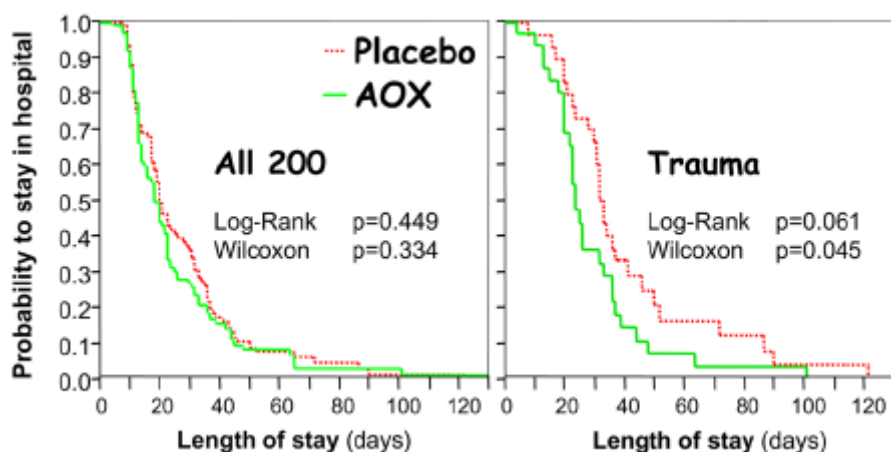 Probability to stay in hospital
1.0
0.9
0.8
0.7
0.6
0.5
0.4
0.3
0.2
0.1
0.0
Placebo
AOX
All 200
Log-Rank p=0.449
Wilcoxon p=0.334
0 20 40 60 80 100 120
Length of stay (days)
Trauma
Log-Rank p=0.061
Wilcoxon p=0.045
0 20 40 60 80 100 120
Length of stay (days)